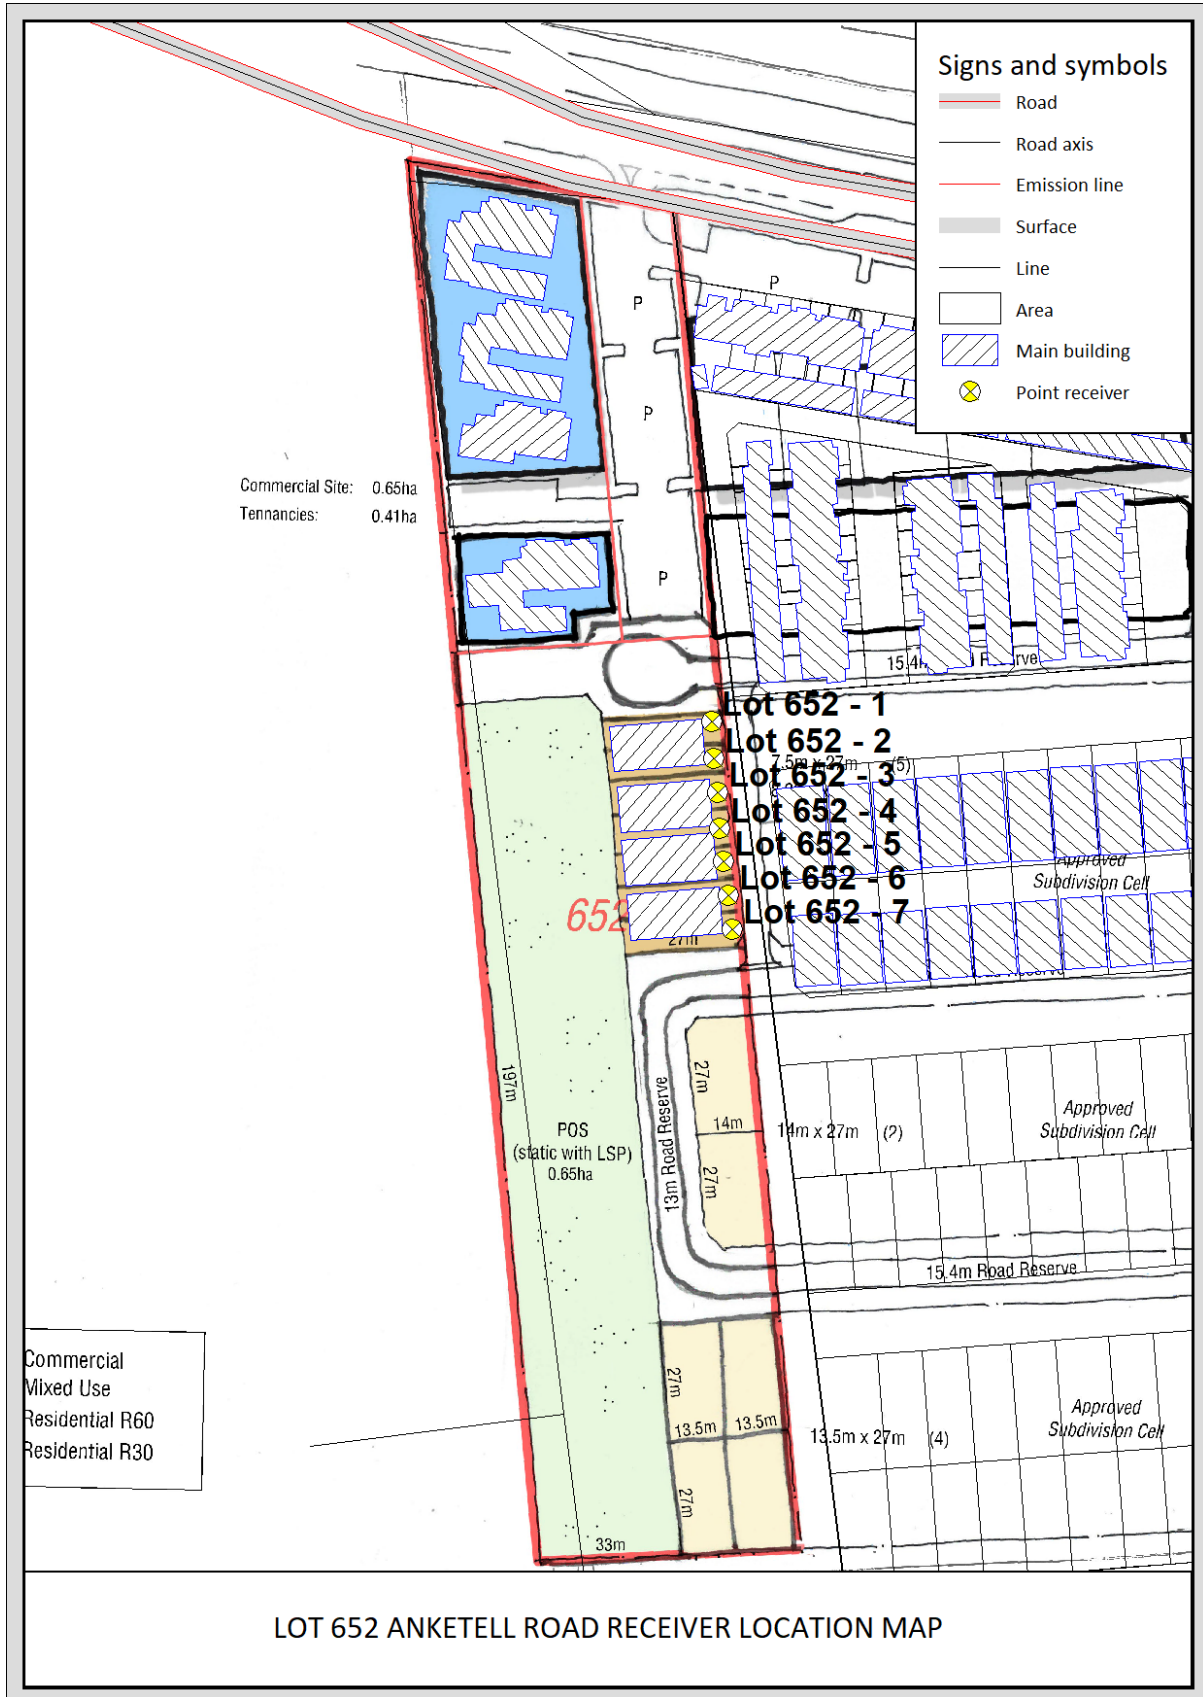 Signs and symbols
Road
Road axis
Emission line
Surface
Line
Area
Main building
Point receiver
P
P
P
P
Commercial Site: 0.65ha
Tennancies: 0.41ha
15.4m
Lot 652 - 1
Lot 652 - 2
7.5m x 27m (5)
Lot 652 - 3
Lot 652 - 4
Lot 652 - 5
Approved
Subdivision Cell
Lot 652 - 6
Lot 652 - 7
652
27m
197m
POS
(static with LSP)
0.65ha
13m Road Reserve
27m
14m
27m
14m x 27m (2)
Approved
Subdivision Cell
15.4m Road Reserve
Commercial
Mixed Use
Residential R60
Residential R30
27m
13.5m 13.5m
27m
13.5m x 27m (4)
Approved
Subdivision Cell
33m
LOT 652 ANKETELL ROAD RECEIVER LOCATION MAP